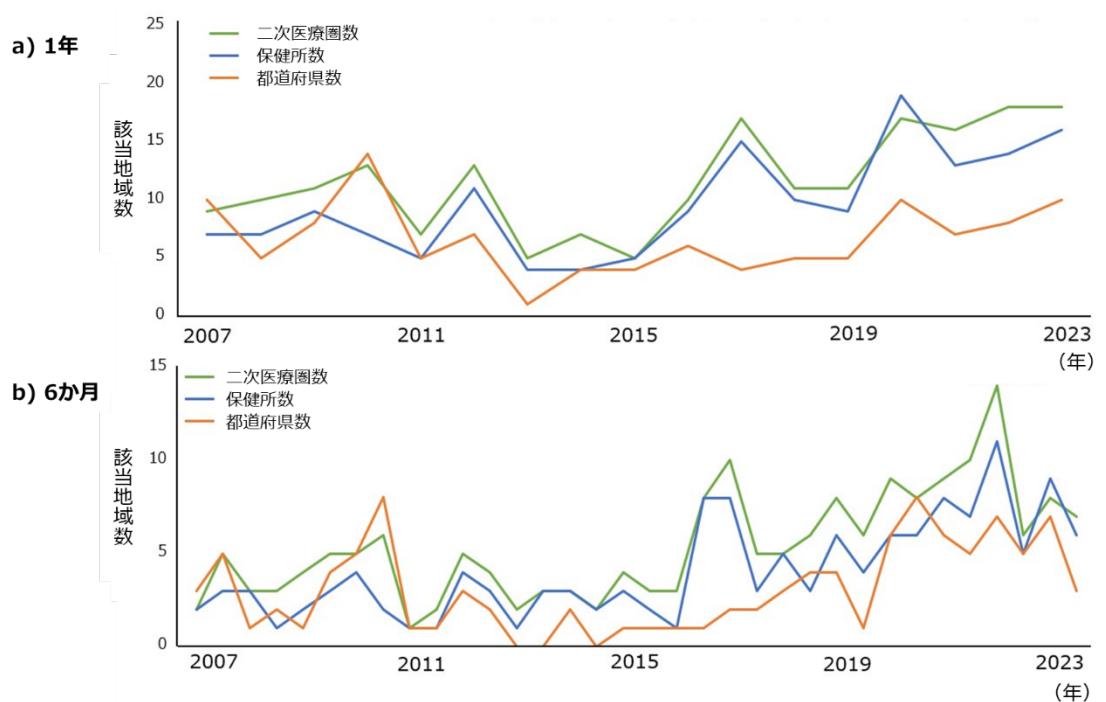 a) 1年
25
20
15
10
5
0
該当地域数
二次医療圏数
保健所数
都道府県数
2007
2011
2015
2019
2023
（年）
b) 6か月
15
10
5
0
該当地域数
二次医療圏数
保健所数
都道府県数
2007
2011
2015
2019
2023
（年）